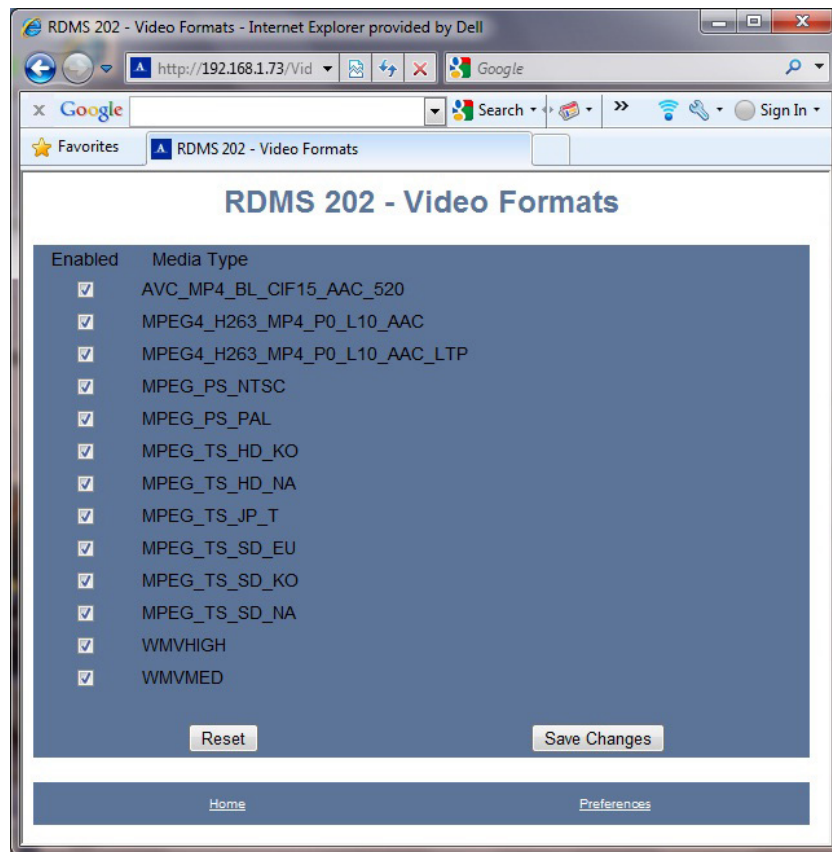 RDMS 202 - Video Formats - Internet Explorer provided by Dell
http://192.168.1.73/Vid Google
x Google Search » Sign In
Favorites RDMS 202 - Video Formats
RDMS 202 - Video Formats
Enabled Media Type
AVC_MP4_BL_CIF15_AAC_520
MPEG4_H263_MP4_P0_L10_AAC
MPEG4_H263_MP4_P0_L10_AAC_LTP
MPEG_PS_NTSC
MPEG_PS_PAL
MPEG_TS_HD_KO
MPEG_TS_HD_NA
MPEG_TS_JP_T
MPEG_TS_SD_EU
MPEG_TS_SD_KO
MPEG_TS_SD_NA
WMVHIGH
WMVMED
Reset Save Changes
Home Preferences